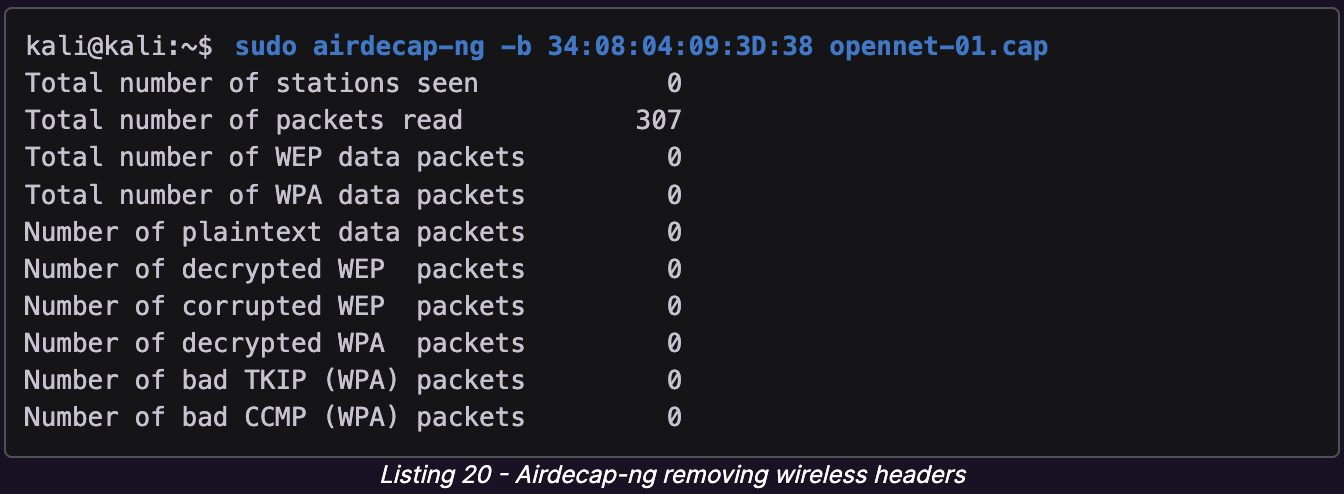 kali@kali:~$ sudo airdecap-ng -b 34:08:04:09:3D:38 opennet-01.cap
Total number of stations seen            0
Total number of packets read           307
Total number of WEP data packets         0
Total number of WPA data packets         0
Number of plaintext data packets         0
Number of decrypted WEP  packets         0
Number of corrupted WEP  packets         0
Number of decrypted WPA  packets         0
Number of bad TKIP (WPA) packets         0
Number of bad CCMP (WPA) packets         0
Listing 20 - Airdecap-ng removing wireless headers